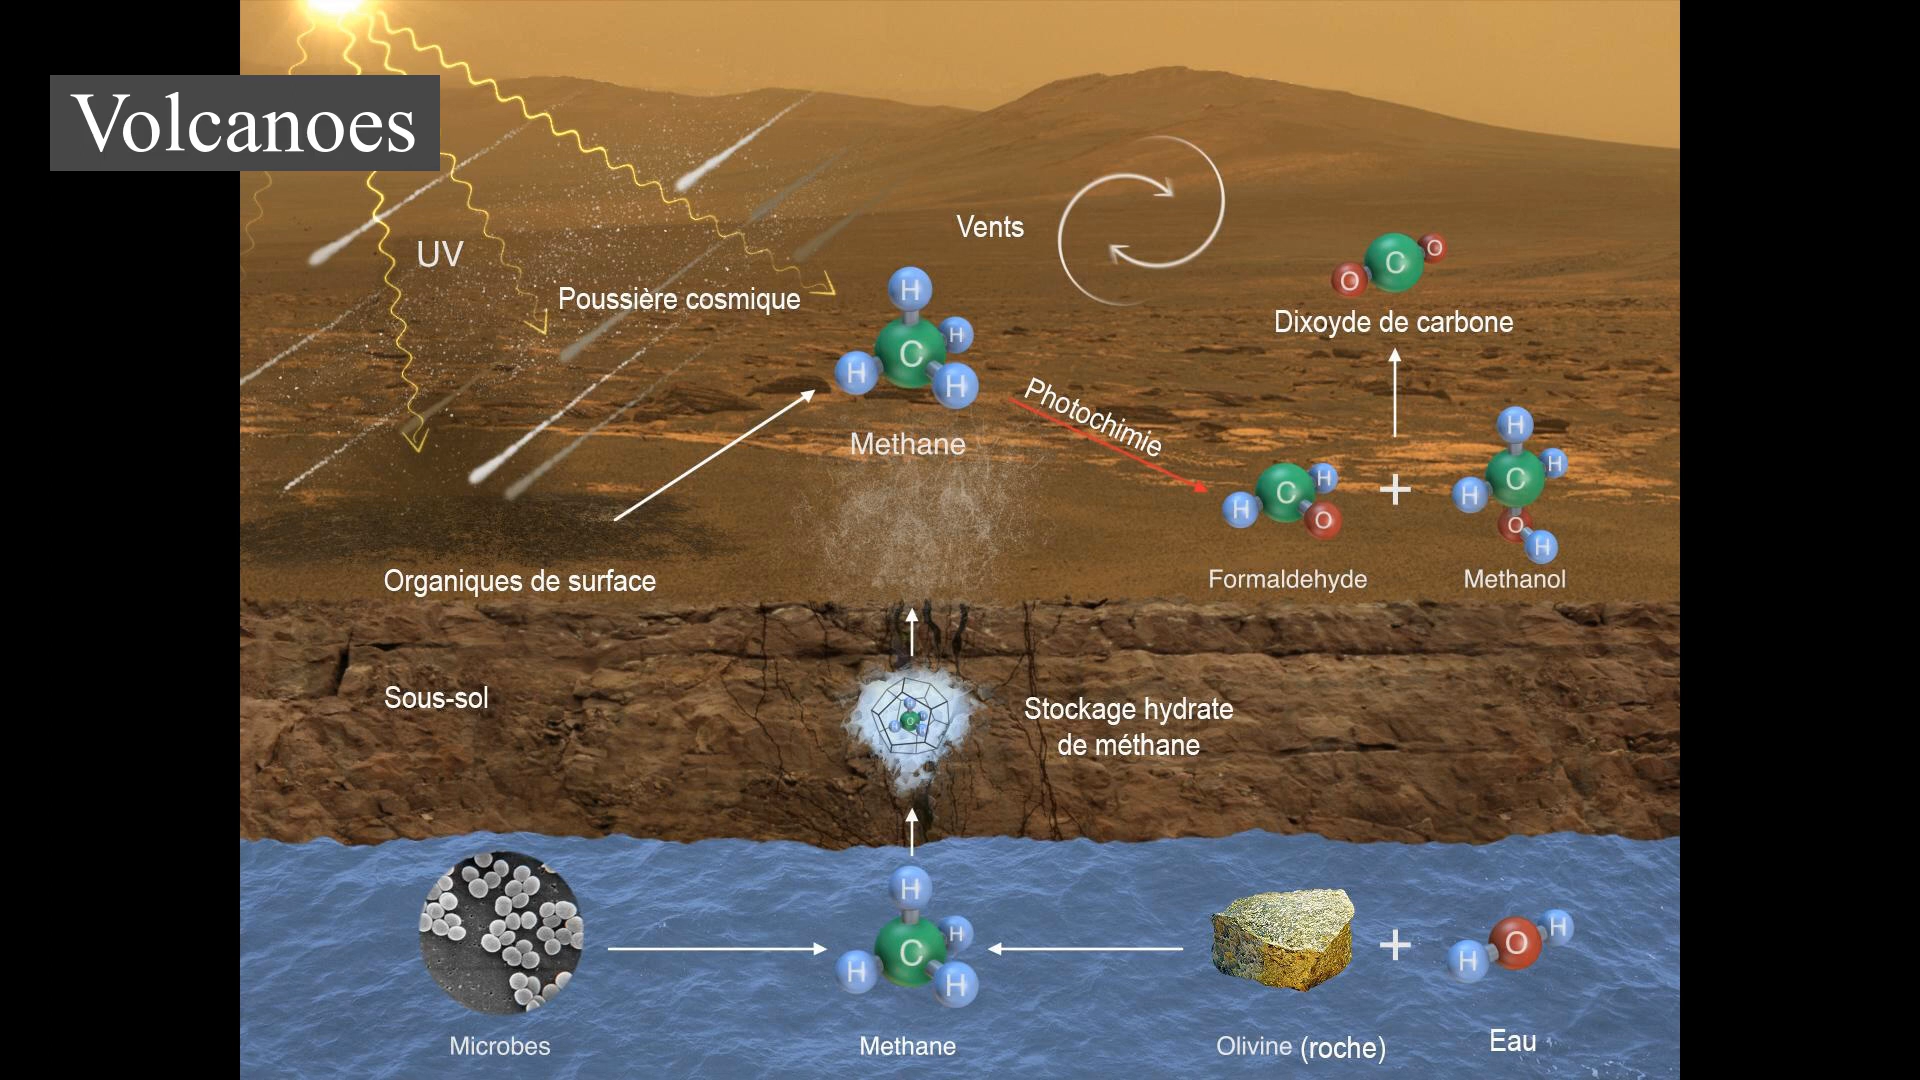 Volcanoes
UV
Vents
Poussière cosmique
Dixoyde de carbone
Photochimie
Methane
Organiques de surface
Formaldehyde
+
Methanol
Sous-sol
Stockage hydrate
de méthane
Microbes
Methane
Olivine (roche)
+
Eau
H
H
H
H
C
O
C
O
H
H
C
O
H
H
H
C
O
H
H
H
H
H
C
H
O
H